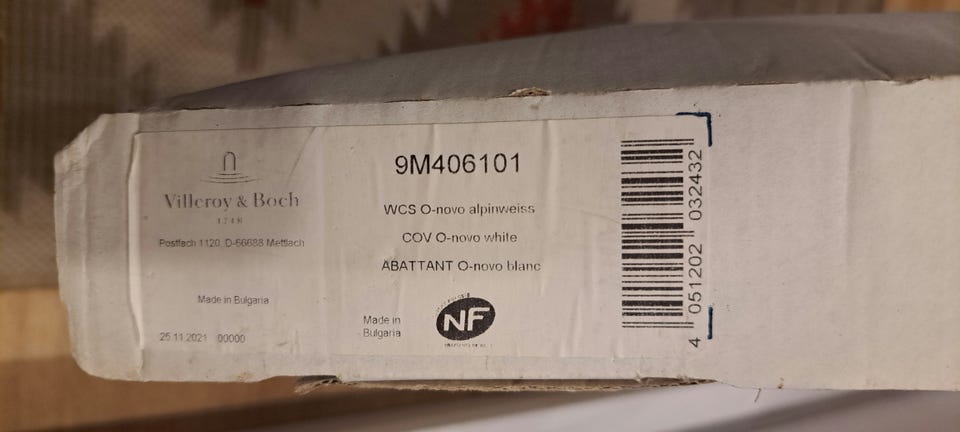 Villeroy & Boch
1748
Postfach 1120, D-66688 Mettlach
Made in Bulgaria
25.11.2021 00000
9M406101
WCS O-novo alpinweiss
COV O-novo white
ABATTANT O-novo blanc
Made in
Bulgaria
NF
4 051202 032432